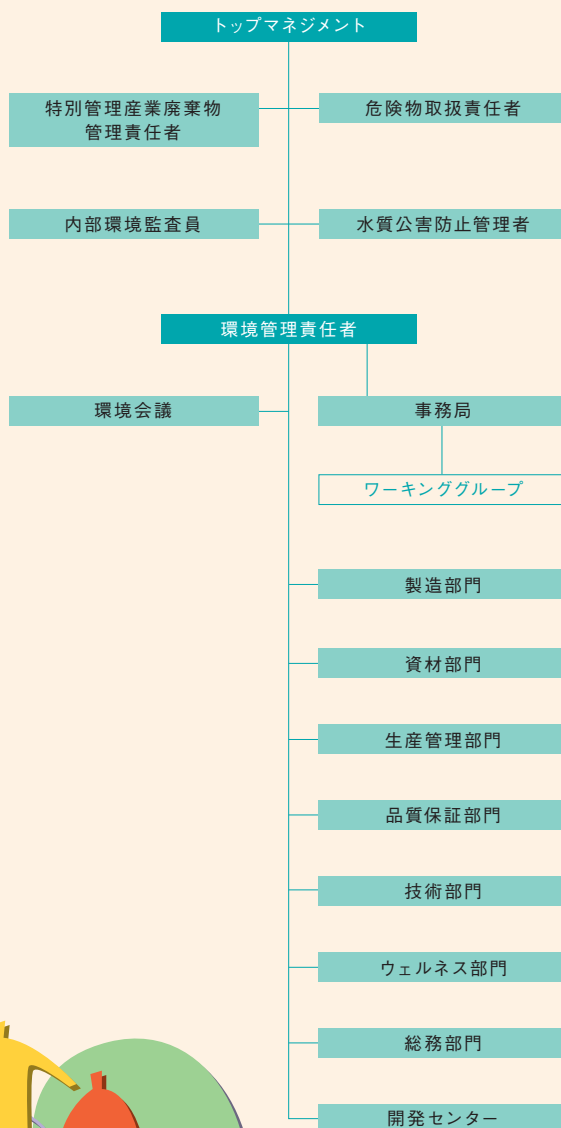 トップマネジメント
特別管理産業廃棄物
管理責任者
危険物取扱責任者
内部環境監査員
水質公害防止管理者
環境管理責任者
環境会議
事務局
ワーキンググループ
製造部門
資材部門
生産管理部門
品質保証部門
技術部門
ウェルネス部門
総務部門
開発センター